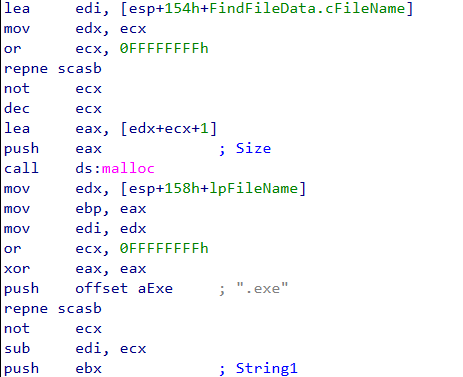 lea edi, [esp+154h+FindFileData.cFileName]
mov edx, ecx
or ecx, 0FFFFFFFFh
repne scasb
not ecx
dec ecx
lea eax, [edx+ecx+1]
push eax ; Size
call ds:malloc
mov edx, [esp+158h+lpFileName]
mov ebp, eax
mov edi, edx
or ecx, 0FFFFFFFFh
xor eax, eax
push offset aExe ; ".exe"
repne scasb
not ecx
sub edi, ecx
push ebx ; String1